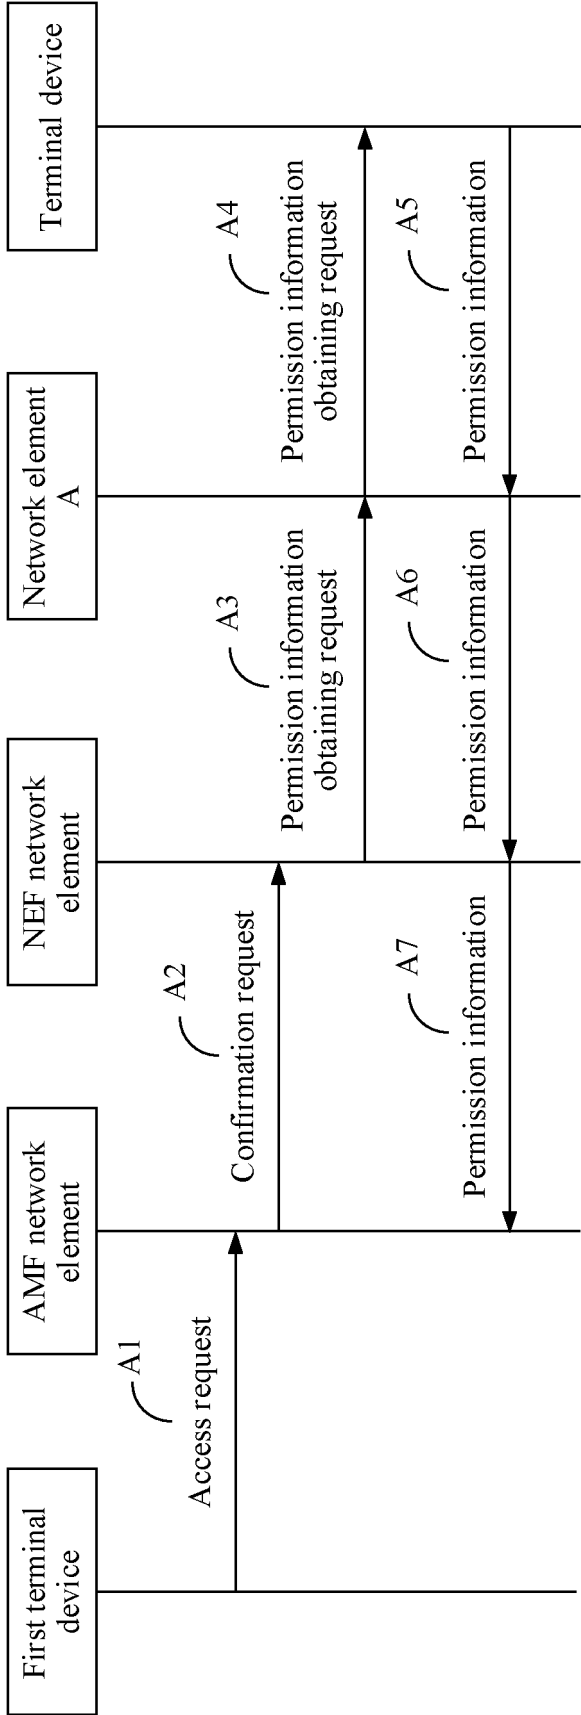 First terminal
device
AMF network
element
NEF network
element
Network element
A
Terminal device
A1
Access request
A2
Confirmation request
A3
Permission information
obtaining request
A4
Permission information
obtaining request
A5
Permission information
A6
Permission information
A7
Permission information